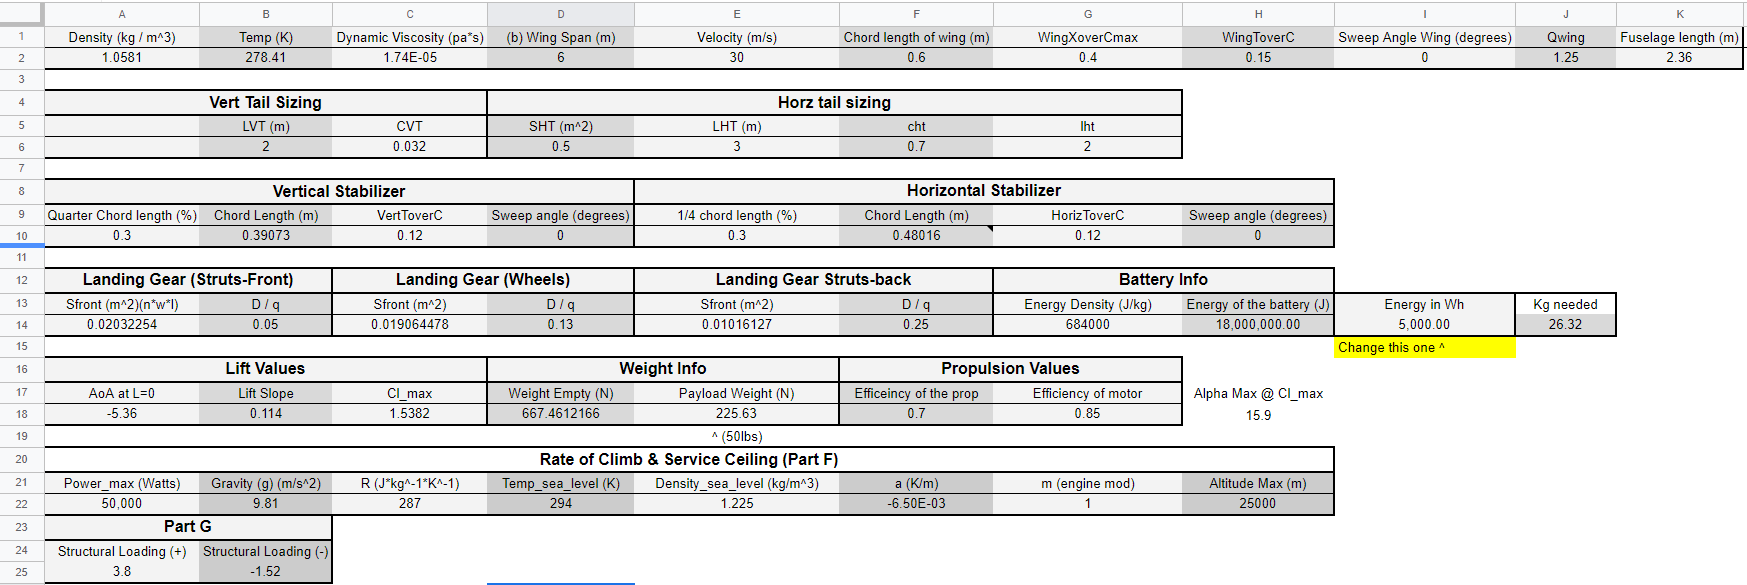 A B C D E F G H I J K
1 Density (kg / m^3) Temp (K) Dynamic Viscosity (pa*s) (b) Wing Span (m) Velocity (m/s) Chord length of wing (m) WingXoverCmax WingToverC Sweep Angle Wing (degrees) Qwing Fuselage length (m)
2 1.0581 278.41 1.74E-05 6 30 0.6 0.4 0.15 0 1.25 2.36
3
4 Vert Tail Sizing Horz tail sizing
5 LVT (m) CVT SHT (m^2) LHT (m) cht lht
6 2 0.032 0.5 3 0.7 2
7
8 Vertical Stabilizer Horizontal Stabilizer
9 Quarter Chord length (%) Chord Length (m) VertToverC Sweep angle (degrees) 1/4 chord length (%) Chord Length (m) HorizToverC Sweep angle (degrees)
10 0.3 0.39073 0.12 0 0.3 0.48016 0.12 0
11
12 Landing Gear (Struts-Front) Landing Gear (Wheels) Landing Gear Struts-back Battery Info
13 Sfront (m^2)(n*w*l) D / q Sfront (m^2) D / q Sfront (m^2) D / q Energy Density (J/kg) Energy of the battery (J) Energy in Wh Kg needed
14 0.02032254 0.05 0.019064478 0.13 0.01016127 0.25 684000 18,000,000.00 5,000.00 26.32
15 Change this one ^
16 Lift Values Weight Info Propulsion Values
17 AoA at L=0 Lift Slope Cl_max Weight Empty (N) Payload Weight (N) Efficeincy of the prop Efficiency of motor Alpha Max @ Cl_max
18 -5.36 0.114 1.5382 667.4612166 225.63 0.7 0.85 15.9
19 ^ (50lbs)
20 Rate of Climb & Service Ceiling (Part F)
21 Power_max (Watts) Gravity (g) (m/s^2) R (J*kg^-1*K^-1) Temp_sea_level (K) Density_sea_level (kg/m^3) a (K/m) m (engine mod) Altitude Max (m)
22 50,000 9.81 287 294 1.225 -6.50E-03 1 25000
23 Part G
24 Structural Loading (+) Structural Loading (-)
25 3.8 -1.52